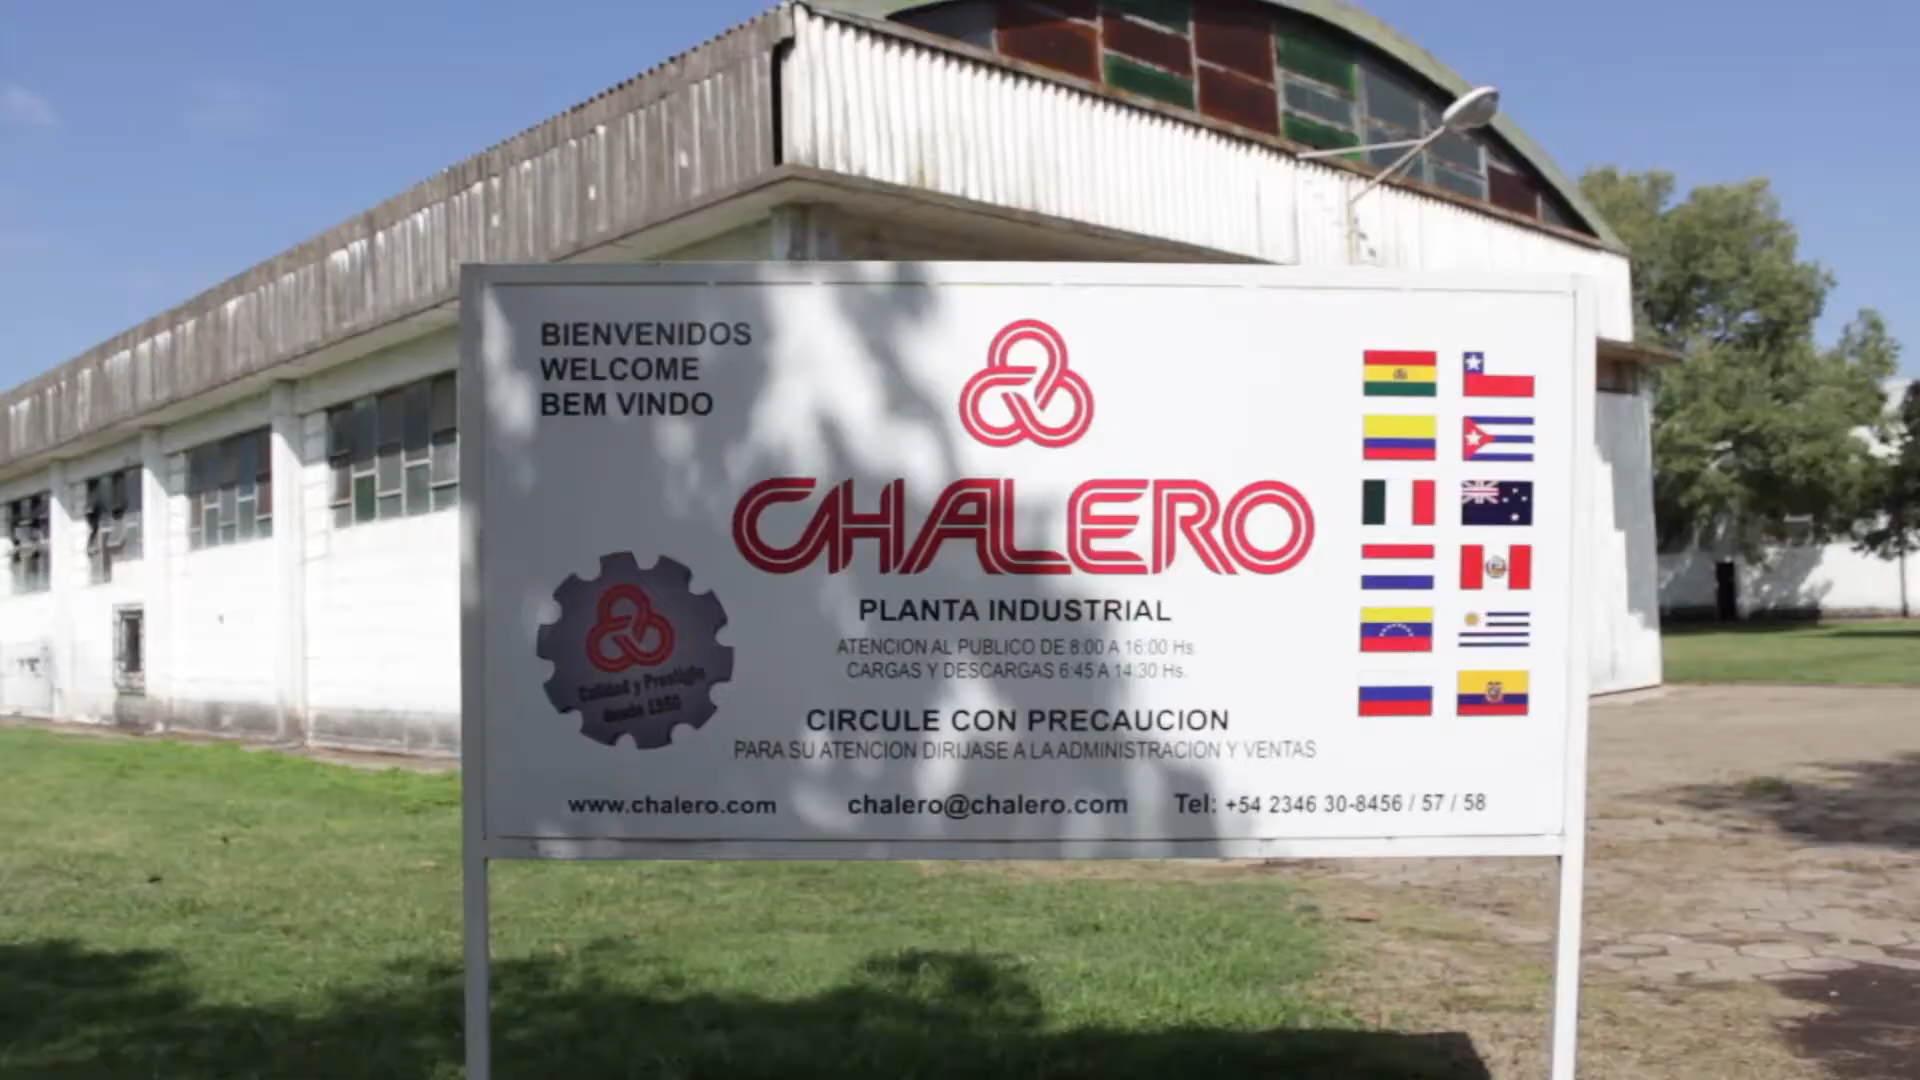 BIENVENIDOS
WELCOME
BEM VINDO
CHALERO
PLANTA INDUSTRIAL
ATENCION AL PUBLICO DE 8:00 A 16:00 Hs.
CARGAS Y DESCARGAS 6:45 A 14:30 Hs.
Calidad y Prestigio
desde 1950
CIRCULE CON PRECAUCION
PARA SU ATENCION DIRIJASE A LA ADMINISTRACION Y VENTAS
www.chalero.com chalero@chalero.com Tel: +54 2346 30-8456 / 57 / 58